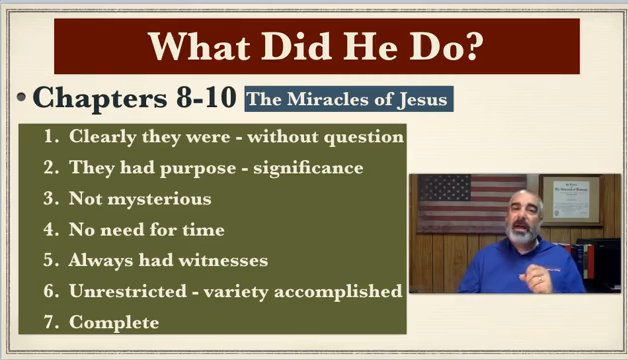 What Did He Do?
• Chapters 8-10 The Miracles of Jesus
1. Clearly they were - without question
2. They had purpose - significance
3. Not mysterious
4. No need for time
5. Always had witnesses
6. Unrestricted - variety accomplished
7. Complete